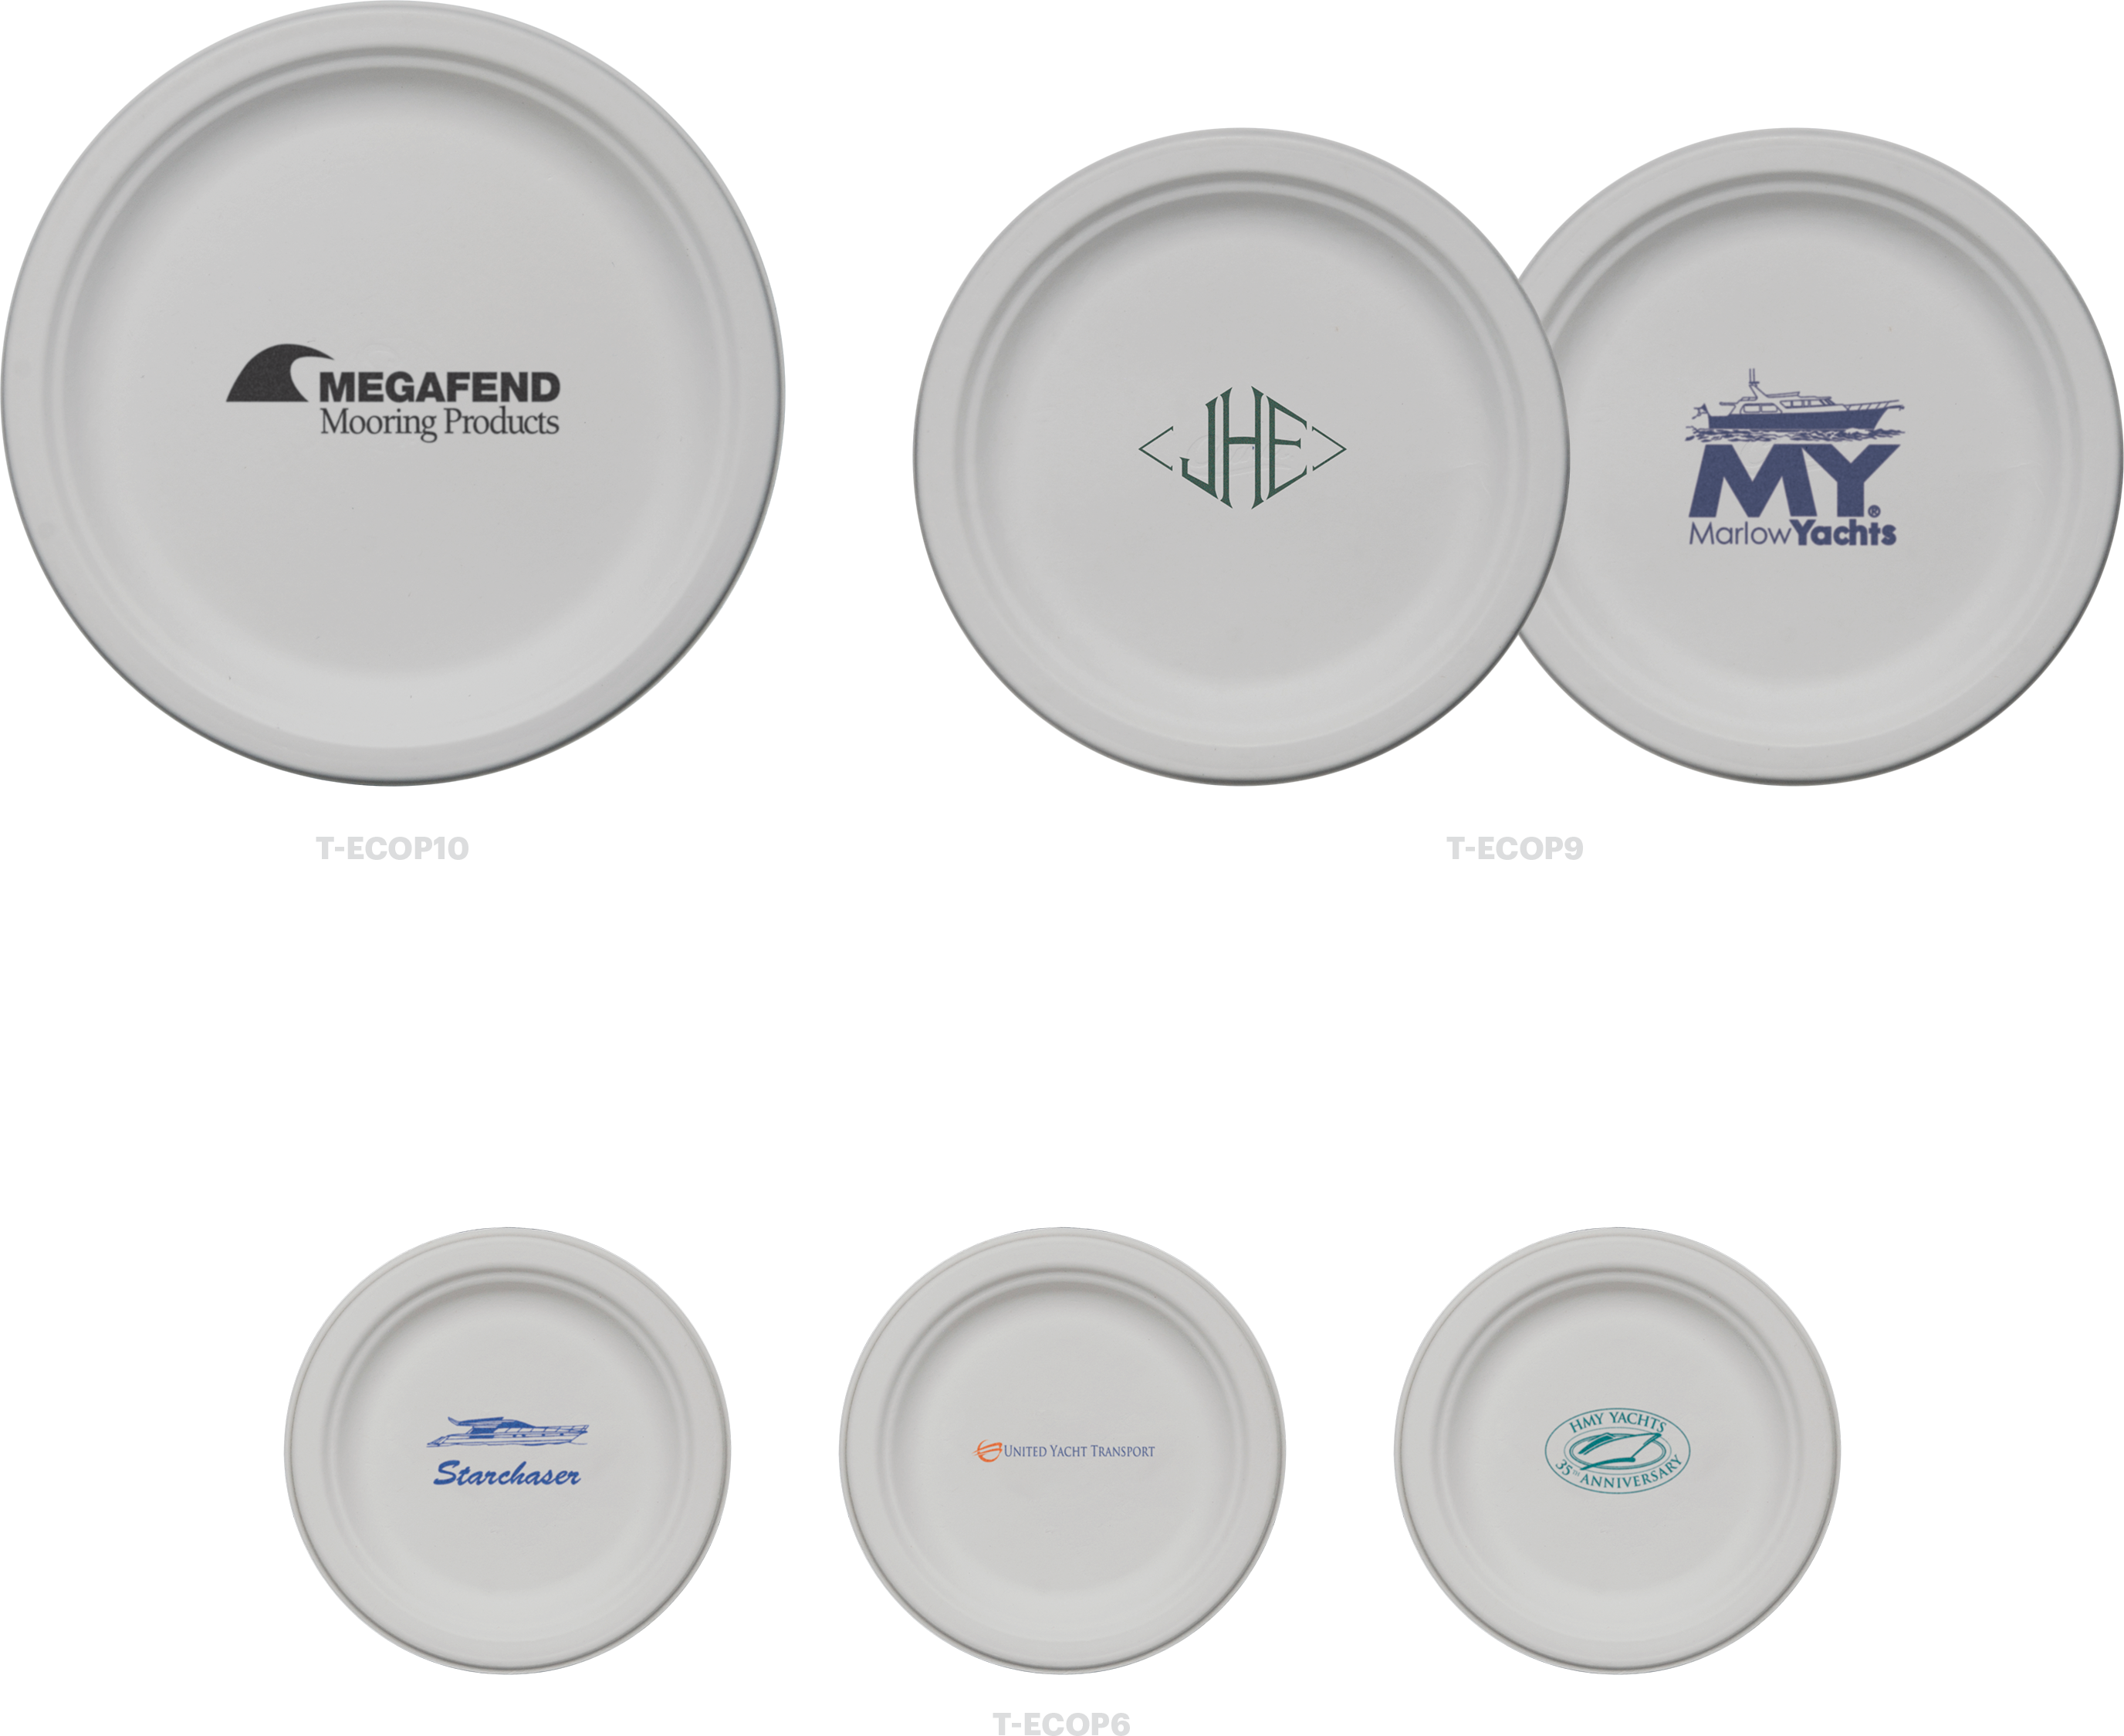 MEGAFEND
Mooring Products
JHE
MY®
MarlowYachts
T-ECOP10
T-ECOP9
Starchaser
UNITED YACHT TRANSPORT
HMY YACHTS
35TH ANNIVERSARY
T-ECOP6